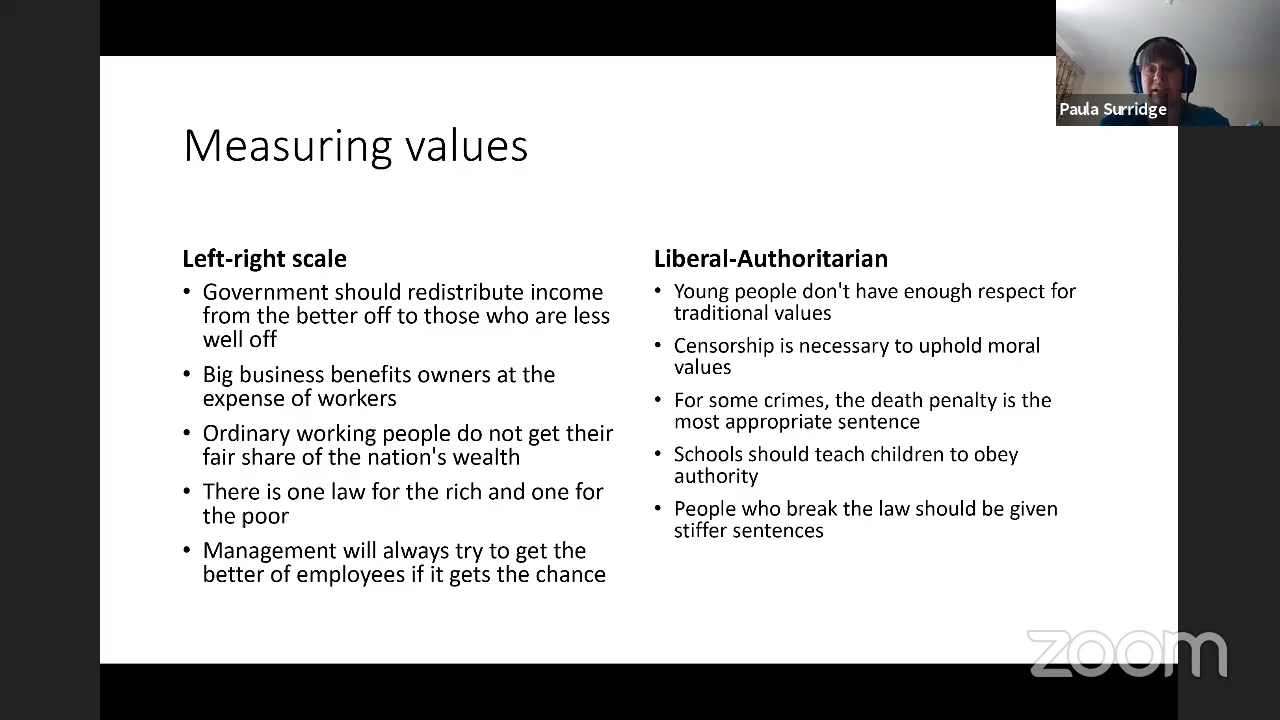 Paula Surridge
Measuring values
Left-right scale
• Government should redistribute income
from the better off to those who are less
well off
• Big business benefits owners at the
expense of workers
• Ordinary working people do not get their
fair share of the nation's wealth
• There is one law for the rich and one for
the poor
• Management will always try to get the
better of employees if it gets the chance
Liberal-Authoritarian
• Young people don't have enough respect for
traditional values
• Censorship is necessary to uphold moral
values
• For some crimes, the death penalty is the
most appropriate sentence
• Schools should teach children to obey
authority
• People who break the law should be given
stiffer sentences
zoom